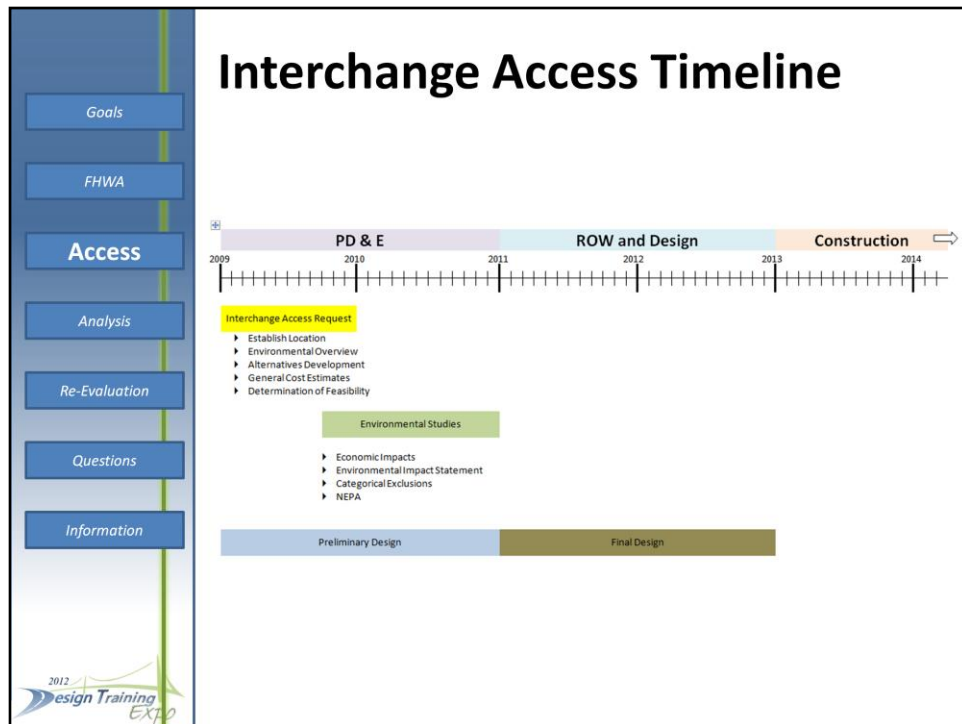 Interchange Access Timeline
Goals
FHWA
Access
Analysis
Re-Evaluation
Questions
Information
PD & E
ROW and Design
Construction
2009
2010
2011
2012
2013
2014
Interchange Access Request
Establish Location
Environmental Overview
Alternatives Development
General Cost Estimates
Determination of Feasibility
Environmental Studies
Economic Impacts
Environmental Impact Statement
Categorical Exclusions
NEPA
Preliminary Design
Final Design
2012
Design Training
Expo